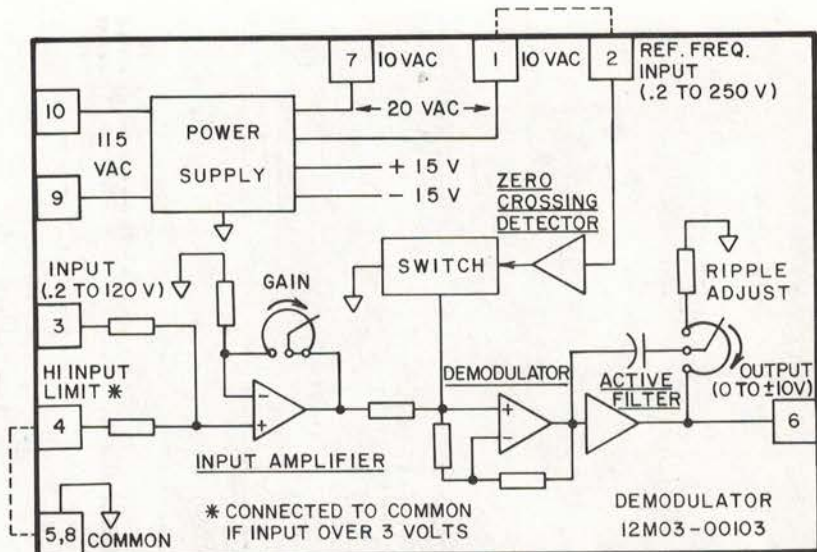 7
10 VAC
1
10 VAC
2
REF. FREQ.
INPUT
(.2 TO 250 V)
10
115
VAC
9
POWER
SUPPLY
20 VAC
+ 15 V
- 15 V
ZERO
CROSSING
DETECTOR
INPUT
(.2 TO 120 V)
3
GAIN
SWITCH
RIPPLE
ADJUST
HI INPUT
LIMIT *
4
-
+
INPUT AMPLIFIER
DEMODULATOR
+
-
ACTIVE
FILTER
OUTPUT
(0 TO ±10V)
6
5,8
COMMON
* CONNECTED TO COMMON
IF INPUT OVER 3 VOLTS
DEMODULATOR
12M03-00103